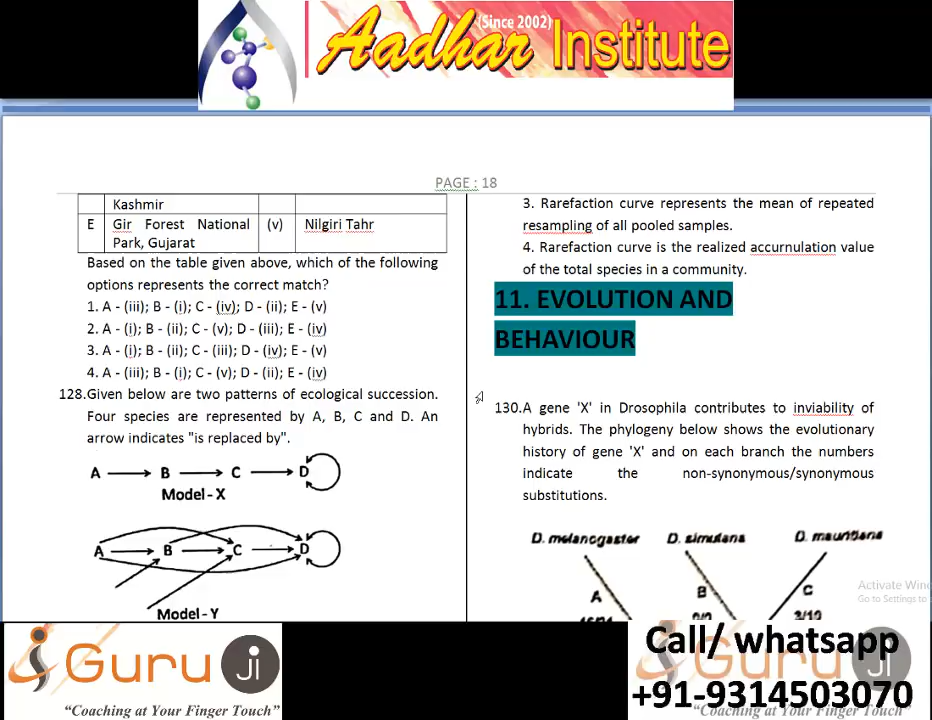 (Since 2002)
Aadhar Institute
PAGE : 18
Kashmir
E Gir Forest National (v) Nilgiri Tahr
Park, Gujarat
Based on the table given above, which of the following
options represents the correct match?
1. A - (iii); B - (i); C - (iv); D - (ii); E - (v)
2. A - (i); B - (ii); C - (v); D - (iii); E - (iv)
3. A - (i); B - (ii); C - (iii); D - (iv); E - (v)
4. A - (iii); B - (i); C - (v); D - (ii); E - (iv)
128.Given below are two patterns of ecological succession.
Four species are represented by A, B, C and D. An
arrow indicates "is replaced by".
A B C D
Model-X
A B C D
Model-Y
3. Rarefaction curve represents the mean of repeated
resampling of all pooled samples.
4. Rarefaction curve is the realized accurnulation value
of the total species in a community.
11. EVOLUTION AND
BEHAVIOUR
130.A gene 'X' in Drosophila contributes to inviability of
hybrids. The phylogeny below shows the evolutionary
history of gene 'X' and on each branch the numbers
indicate the non-synonymous/synonymous
substitutions.
D. melanogaster D. simulans D. mauritiana
A B C
3/10
Activate Win
Go to Settings to
iGuru JI
"Coaching at Your Finger Touch"
Call/ whatsapp
+91-9314503070
JI
"Coaching at Your Finger Touch"